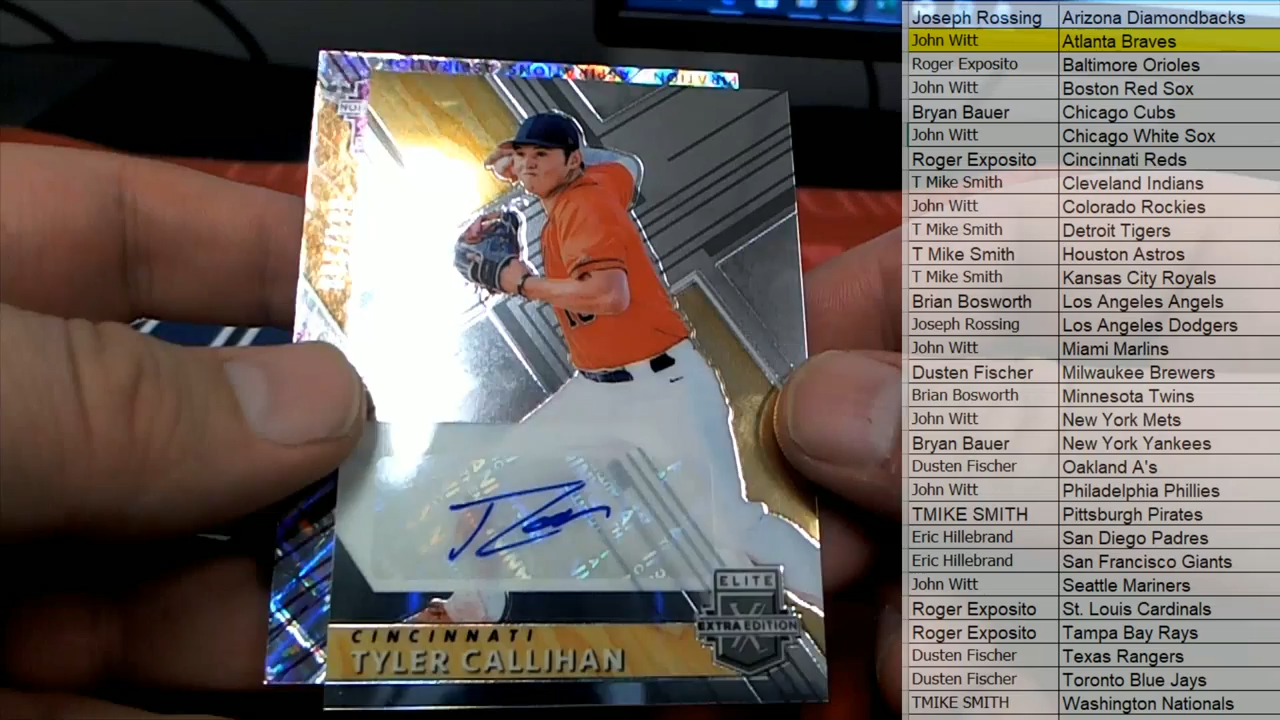 ASPIRATIONS ASPIRATIONS
ELITE
EXTRA EDITION
CINCINNATI
TYLER CALLIHAN
Joseph Rossing Arizona Diamondbacks
John Witt Atlanta Braves
Roger Exposito Baltimore Orioles
John Witt Boston Red Sox
Bryan Bauer Chicago Cubs
John Witt Chicago White Sox
Roger Exposito Cincinnati Reds
T Mike Smith Cleveland Indians
John Witt Colorado Rockies
T Mike Smith Detroit Tigers
T Mike Smith Houston Astros
T Mike Smith Kansas City Royals
Brian Bosworth Los Angeles Angels
Joseph Rossing Los Angeles Dodgers
John Witt Miami Marlins
Dusten Fischer Milwaukee Brewers
Brian Bosworth Minnesota Twins
John Witt New York Mets
Bryan Bauer New York Yankees
Dusten Fischer Oakland A's
John Witt Philadelphia Phillies
TMIKE SMITH Pittsburgh Pirates
Eric Hillebrand San Diego Padres
Eric Hillebrand San Francisco Giants
John Witt Seattle Mariners
Roger Exposito St. Louis Cardinals
Roger Exposito Tampa Bay Rays
Dusten Fischer Texas Rangers
Dusten Fischer Toronto Blue Jays
TMIKE SMITH Washington Nationals